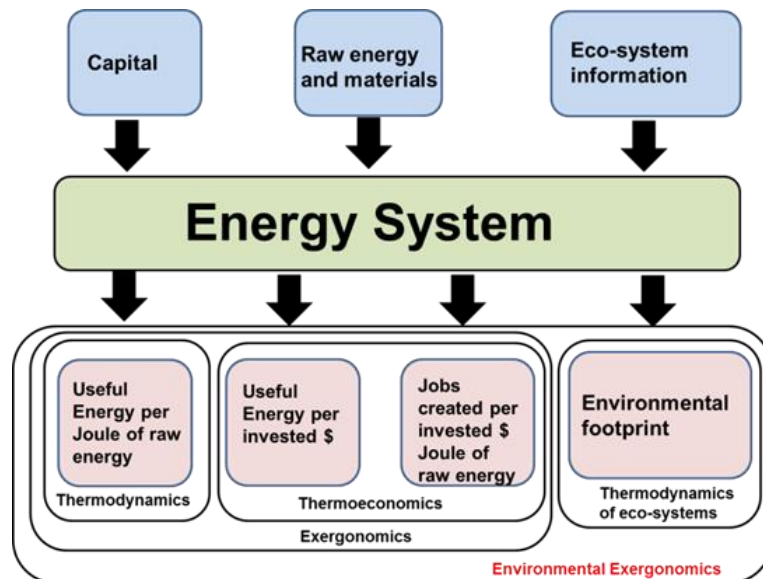 Capital
Raw energy
and materials
Eco-system
information
Energy System
Useful
Energy per
Joule of raw
energy
Useful
Energy per
invested $
Jobs
created per
invested $
Joule of
raw energy
Environmental
footprint
Thermodynamics
Thermoeconomics
Thermodynamics
of eco-systems
Exergonomics
Environmental Exergonomics